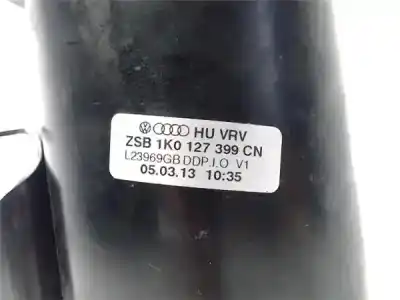 HU VRV
ZSB 1K0 127 399 CN
L23969GB DDP.I.O V1
05.03.13 10:35